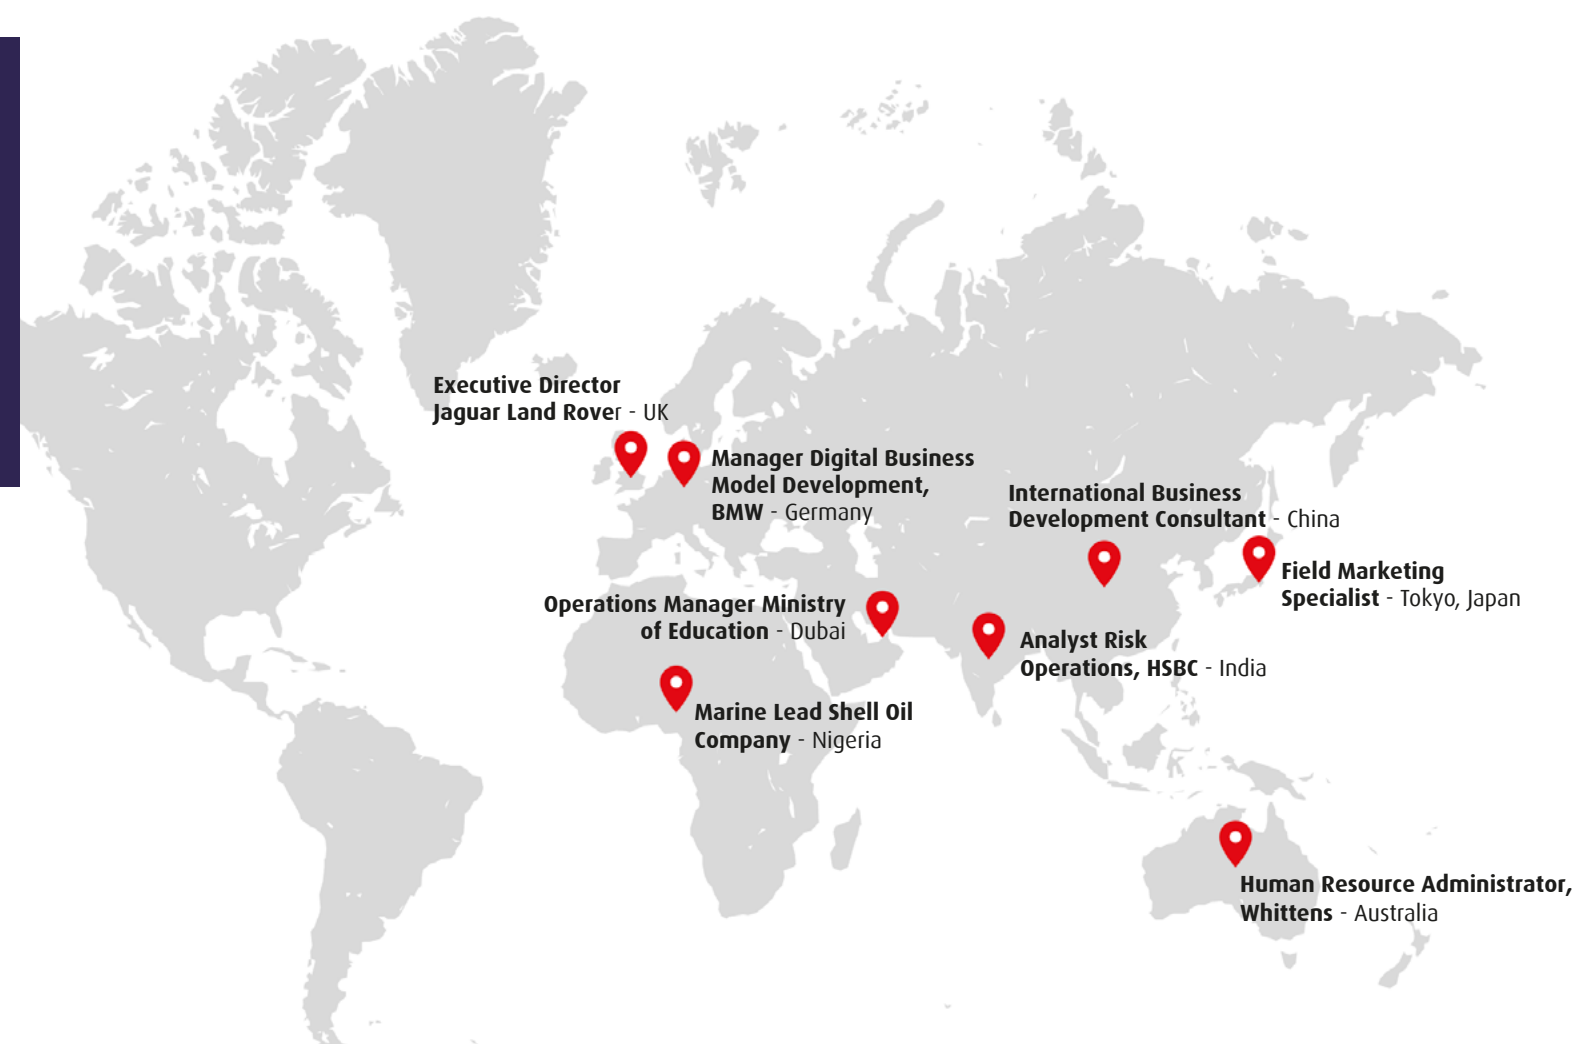 Executive Director
Jaguar Land Rover - UK
Manager Digital Business
Model Development,
BMW - Germany
International Business
Development Consultant - China
Field Marketing
Specialist - Tokyo, Japan
Operations Manager Ministry
of Education - Dubai
Analyst Risk
Operations, HSBC - India
Marine Lead Shell Oil
Company - Nigeria
Human Resource Administrator,
Whittens - Australia